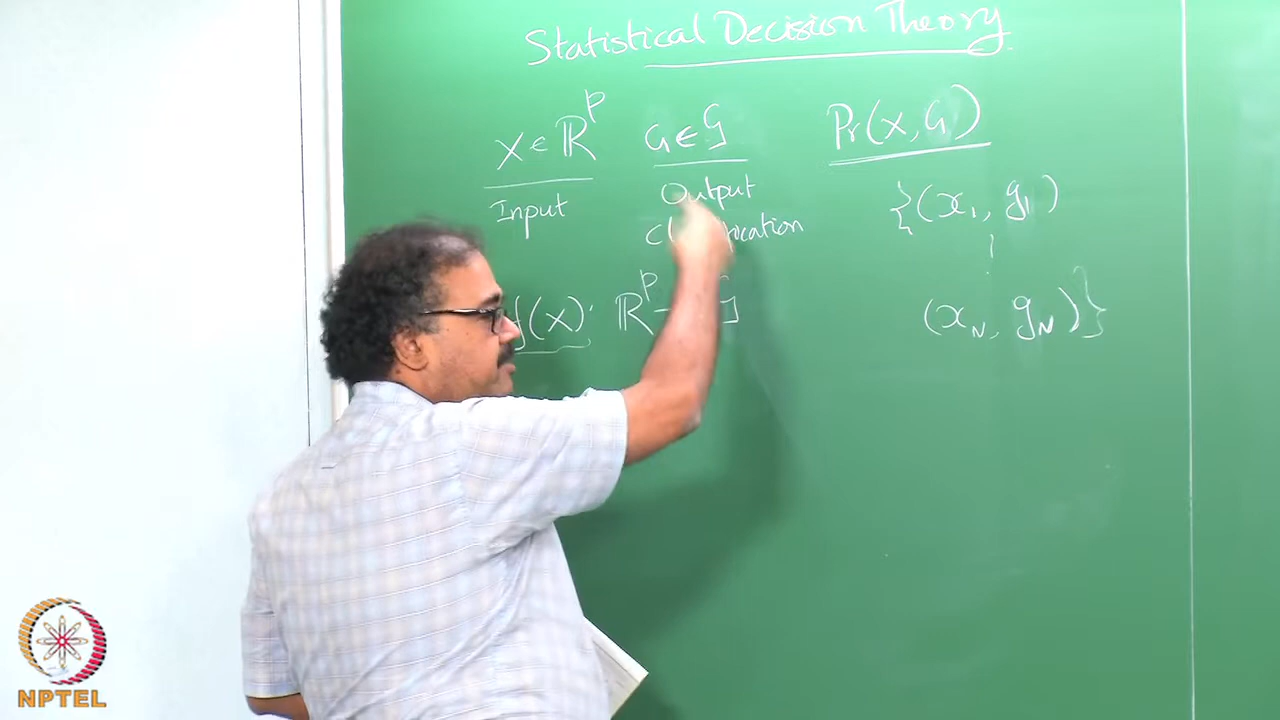 Statistical Decision Theory
X ∈ ℝ^p G ∈ 𝒢 Pr(X, G)
Input Output {(x₁, g₁)
f(X): ℝ^p
(x_N, g_N)}
NPTEL